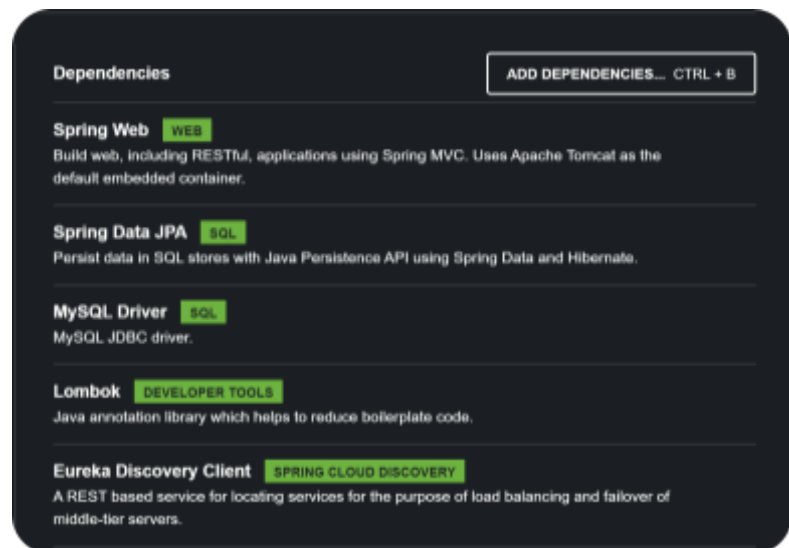 Dependencies
ADD DEPENDENCIES... CTRL + B
Spring Web WEB
Build web, including RESTful, applications using Spring MVC. Uses Apache Tomcat as the
default embedded container.
Spring Data JPA SQL
Persist data in SQL stores with Java Persistence API using Spring Data and Hibernate.
MySQL Driver SQL
MySQL JDBC driver.
Lombok DEVELOPER TOOLS
Java annotation library which helps to reduce boilerplate code.
Eureka Discovery Client SPRING CLOUD DISCOVERY
A REST based service for locating services for the purpose of load balancing and failover of
middle-tier servers.